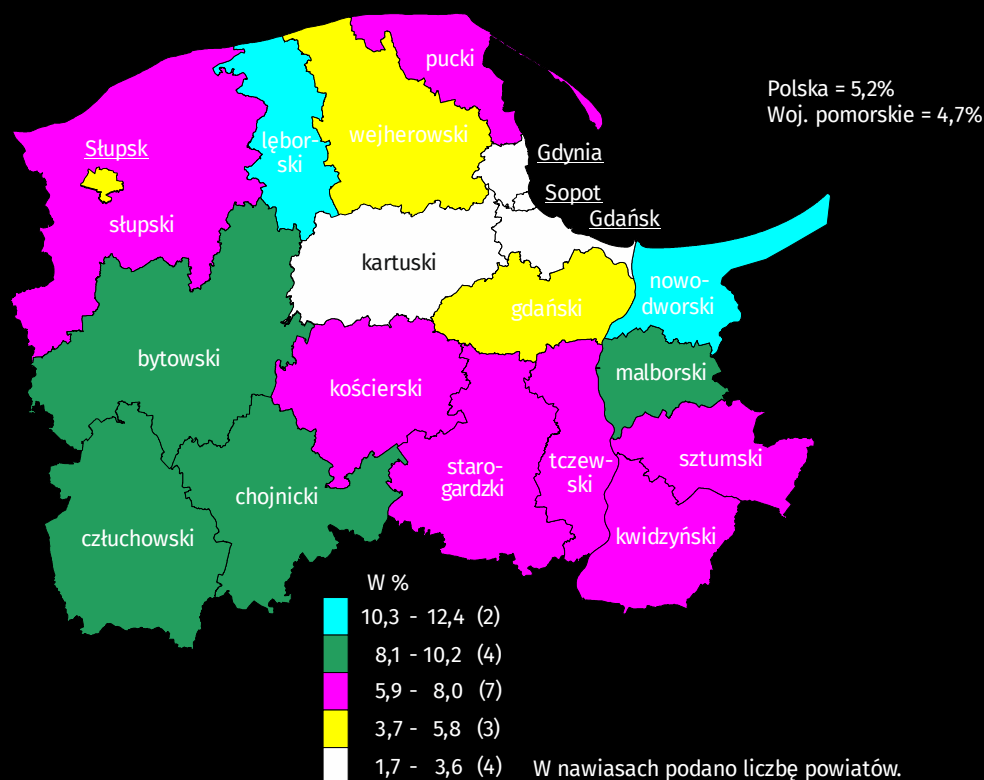 pucki
Polska = 5,2%
Woj. pomorskie = 4,7%
wejherowski
lębor-
ski
Słupsk
Gdynia
Sopot
Gdańsk
słupski
kartuski
nowo-
dworski
gdański
bytowski
malborski
kościerski
staro-
gardzki
tczew-
ski
sztumski
chojnicki
człuchowski
kwidzyński
W %
10,3 - 12,4 (2)
8,1 - 10,2 (4)
5,9 - 8,0 (7)
3,7 - 5,8 (3)
1,7 - 3,6 (4)
W nawiasach podano liczbę powiatów.